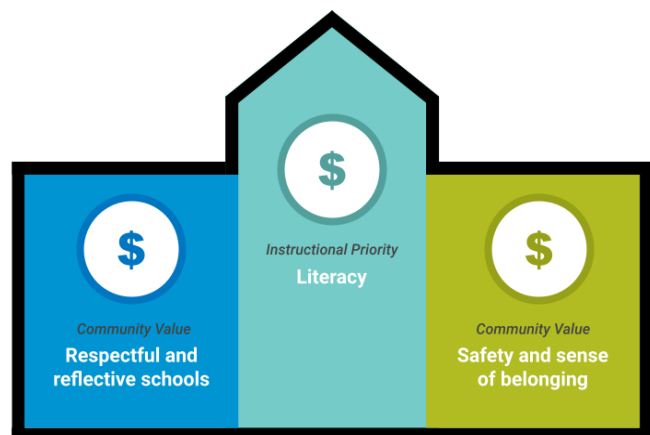 $
Instructional Priority
Literacy
$
Community Value
Respectful and
reflective schools
$
Community Value
Safety and sense
of belonging